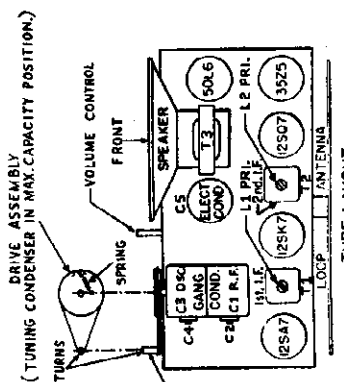 DRIVE ASSEMBLY
(TUNING CONDENSER IN MAX. CAPACITY POSITION.)
TURNS
SPRING
VOLUME CONTROL
FRONT
SPEAKER
T3
50L6
35Z5
C5
ELECT
COND
C3 OSC.
GANG
COND.
C1 R.F.
C4
C2
L1 PRI.
L2 PRI.
1st. I.F.
2nd. I.F.
12SA7
T1
12SK7
T2
12SQ7
LOOP
ANTENNA
TUBE LAYOUT